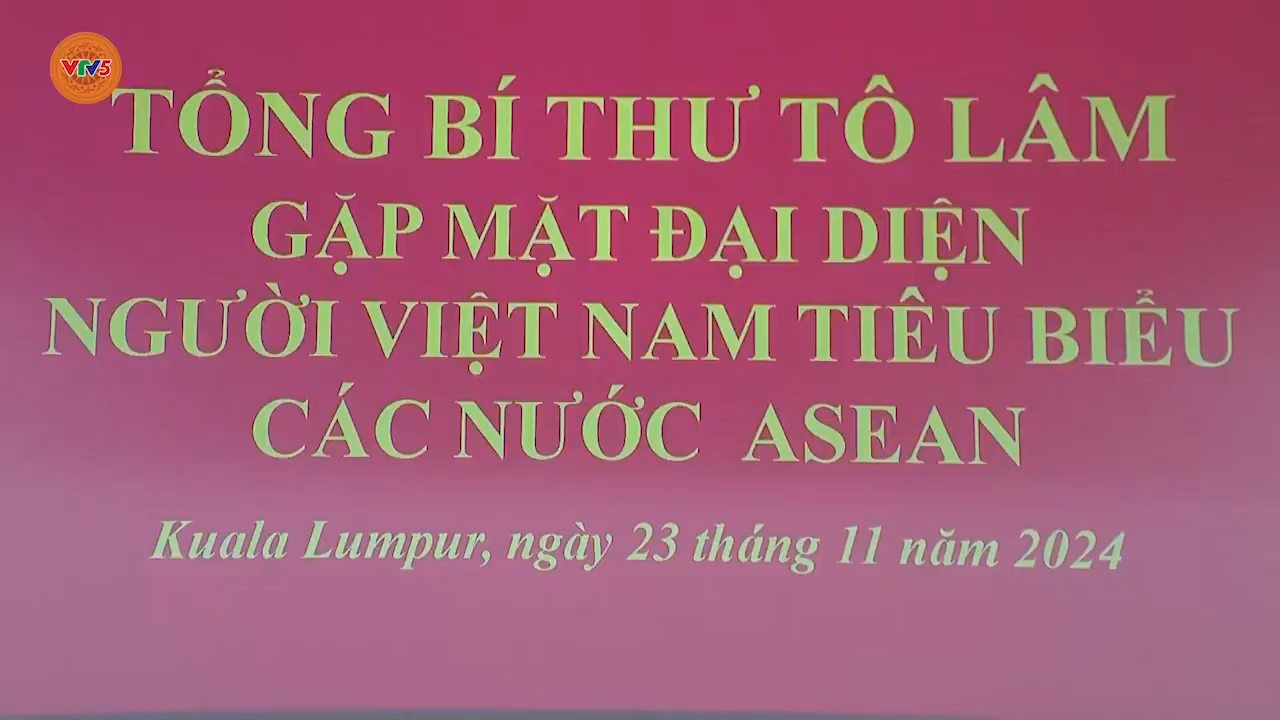 VTV5
TỔNG BÍ THƯ TÔ LÂM
GẶP MẶT ĐẠI DIỆN
NGƯỜI VIỆT NAM TIÊU BIỂU
CÁC NƯỚC ASEAN
Kuala Lumpur, ngày 23 tháng 11 năm 2024